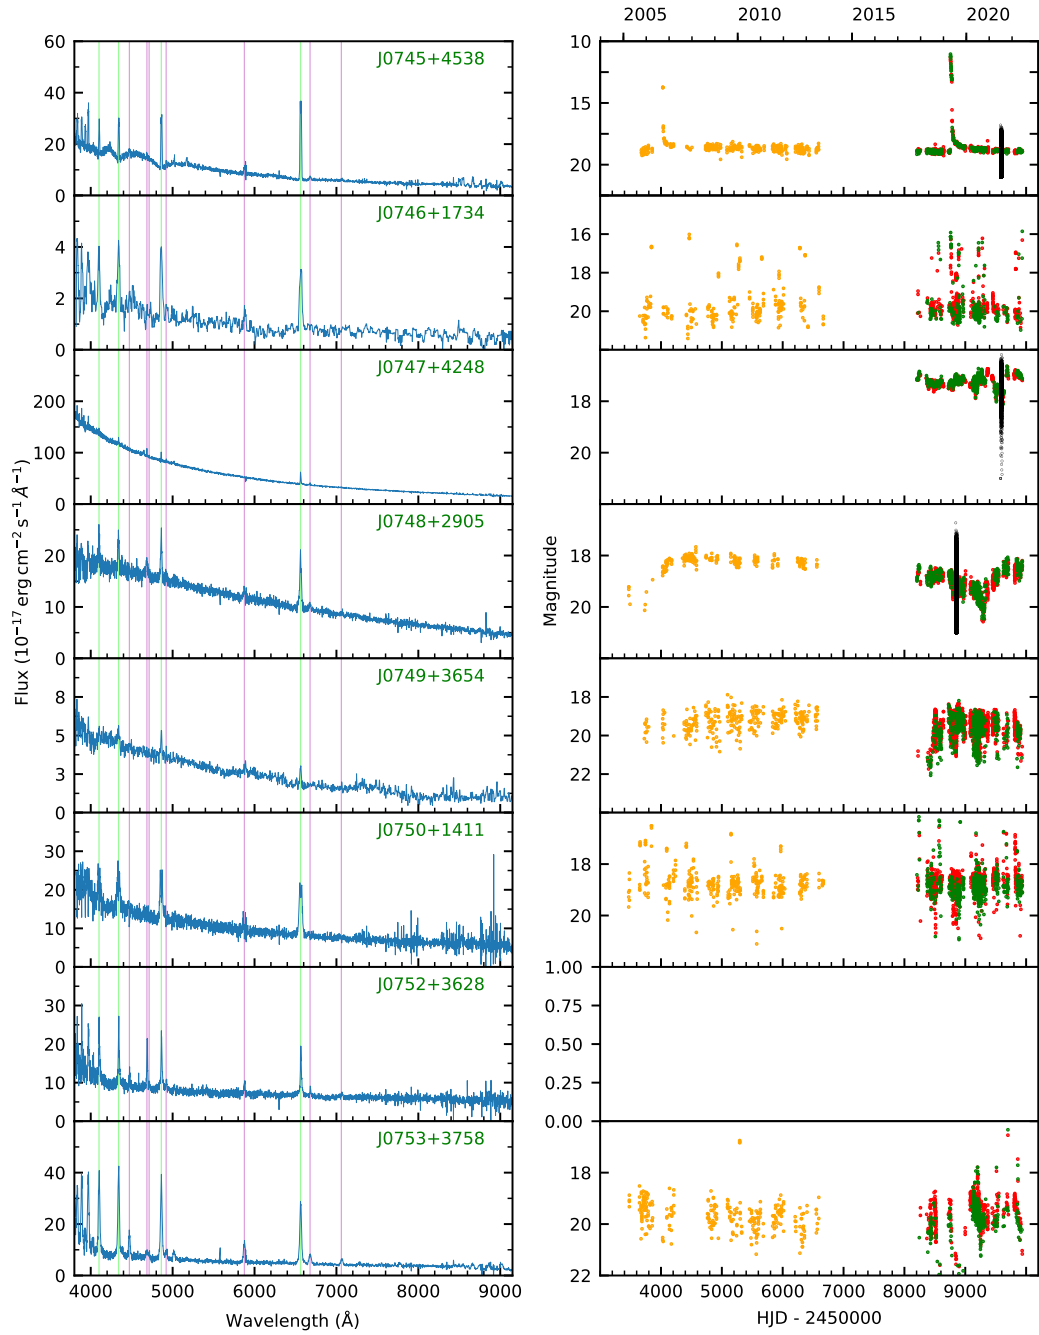 2005 2010 2015 2020
60 J0745+4538 10
40 15
20 20
0
6 J0746+1734 16
4 18
2 20
0
J0747+4248
200 18
100 20
0
J0748+2905
20 18
10 20
0
J0749+3654 18
8
5 20
3 22
0
J0750+1411
30 18
20
10 20
0 1.00
J0752+3628
30 0.75
20 0.50
10 0.25
0 0.00
J0753+3758
40 18
20 20
0 22
4000 5000 6000 7000 8000 9000 4000 5000 6000 7000 8000 9000
Wavelength (Å) HJD - 2450000
Flux (10⁻¹⁷ erg cm⁻² s⁻¹ Å⁻¹)
Magnitude